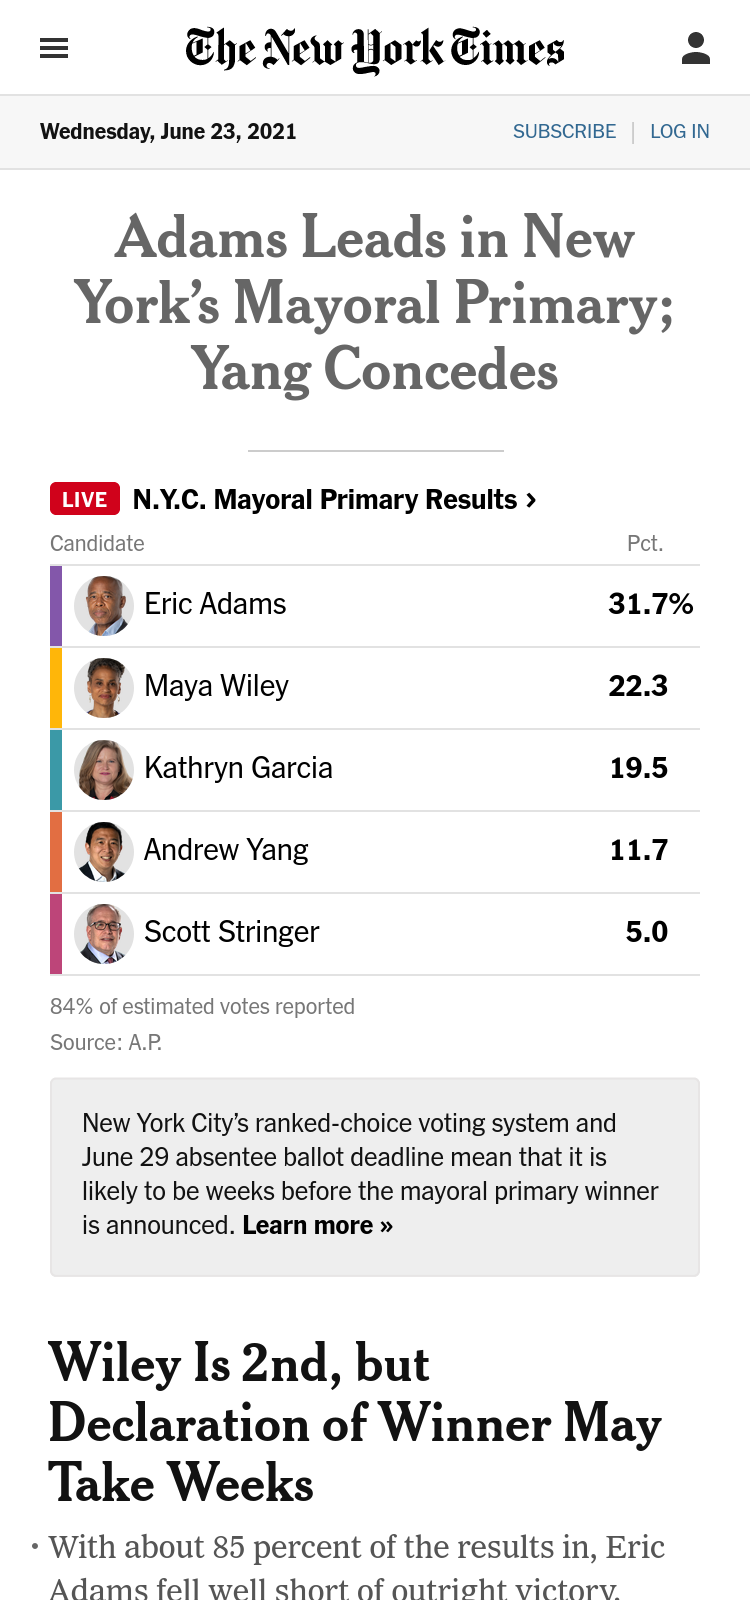 The New York Times
Wednesday, June 23, 2021 SUBSCRIBE | LOG IN
Adams Leads in New
York’s Mayoral Primary;
Yang Concedes
LIVE N.Y.C. Mayoral Primary Results ›
Candidate Pct.
Eric Adams 31.7%
Maya Wiley 22.3
Kathryn Garcia 19.5
Andrew Yang 11.7
Scott Stringer 5.0
84% of estimated votes reported
Source: A.P.
New York City’s ranked-choice voting system and
June 29 absentee ballot deadline mean that it is
likely to be weeks before the mayoral primary winner
is announced. Learn more »
Wiley Is 2nd, but
Declaration of Winner May
Take Weeks
• With about 85 percent of the results in, Eric
Adams fell well short of outright victory.